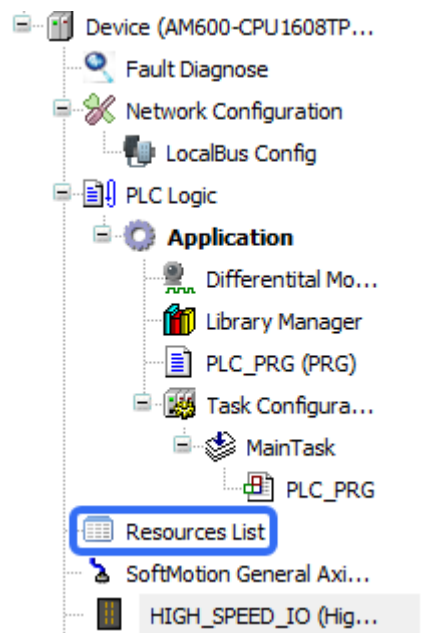 Device (AM600-CPU1608TP...
Fault Diagnose
Network Configuration
LocalBus Config
PLC Logic
Application
Differentital Mo...
Library Manager
PLC_PRG (PRG)
Task Configura...
MainTask
PLC_PRG
Resources List
SoftMotion General Axi...
HIGH_SPEED_IO (Hig...